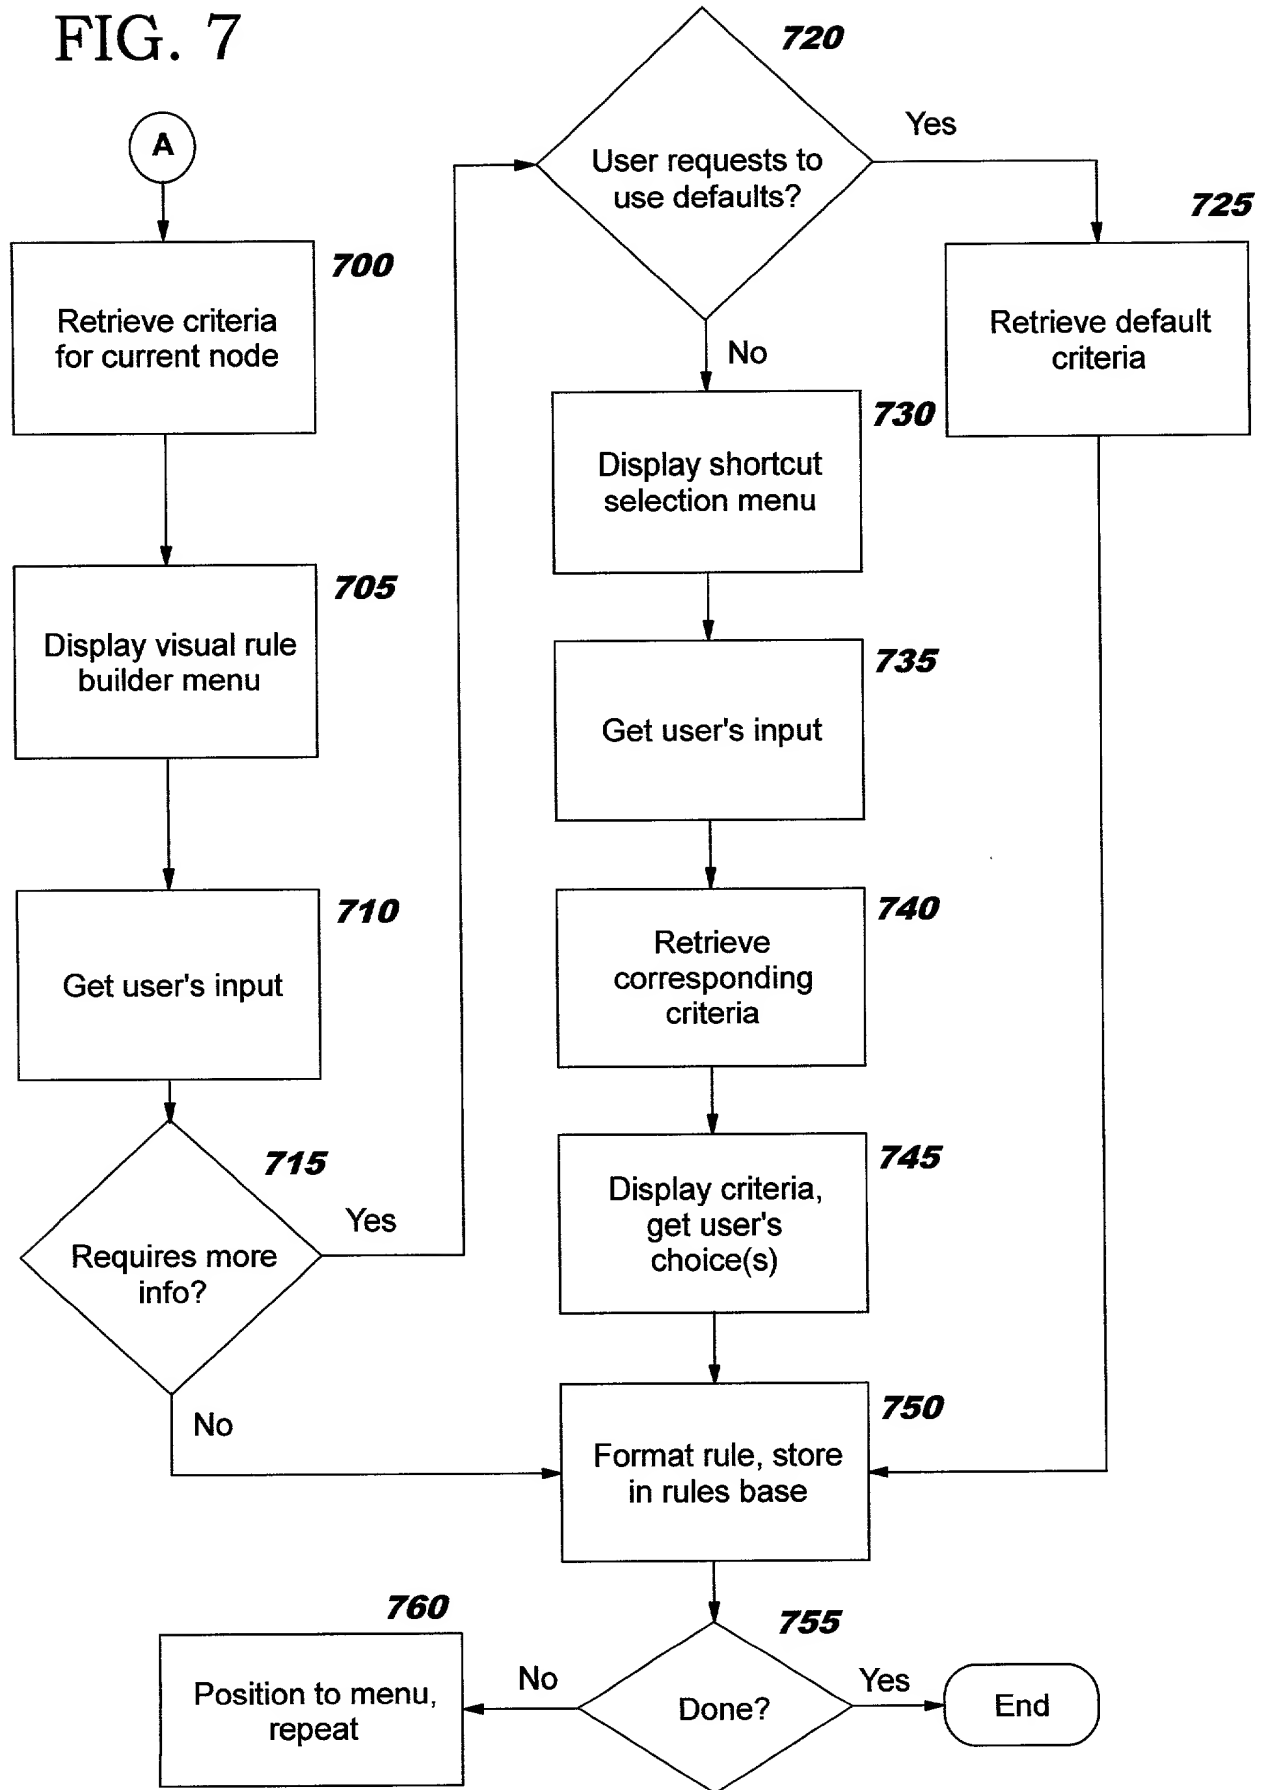 FIG. 7
A
700
Retrieve criteria
for current node
705
Display visual rule
builder menu
710
Get user's input
715
Requires more
info?
Yes
No
720
User requests to
use defaults?
Yes
No
725
Retrieve default
criteria
730
Display shortcut
selection menu
735
Get user's input
740
Retrieve
corresponding
criteria
745
Display criteria,
get user's
choice(s)
750
Format rule, store
in rules base
755
Done?
Yes
End
No
760
Position to menu,
repeat